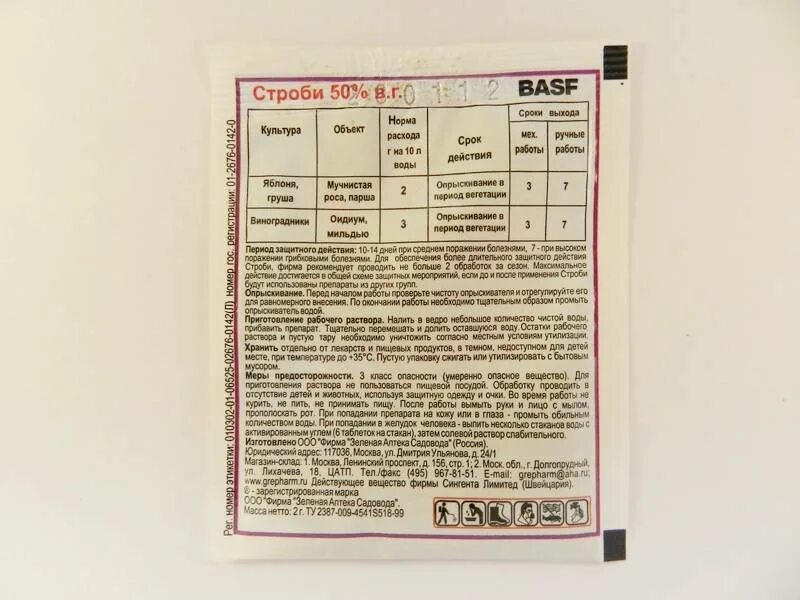 Строби 50% в.г.
BASF
280112
Культура
Объект
Норма расхода г на 10 л воды
Срок действия
Сроки выхода
мех. работы
ручные работы
Яблоня, груша
Мучнистая роса, парша
2
Опрыскивание в период вегетации
3
7
Виноградники
Оидиум, мильдью
3
Опрыскивание в период вегетации
3
7
Период защитного действия: 10-14 дней при среднем поражении болезнями, 7 - при высоком
поражении грибковыми болезнями. Для обеспечения более длительного защитного действия
Строби, фирма рекомендует проводить не больше 2 обработок за сезон. Максимальное
действие достигается в общей схеме защитных мероприятий, если до и после применения Строби
будут использованы препараты из других групп.
Опрыскивание. Перед началом работы проверьте чистоту опрыскивателя и отрегулируйте его
для равномерного внесения. По окончании работы необходимо тщательным образом промыть
опрыскиватель водой.
Приготовление рабочего раствора. Налить в ведро небольшое количество чистой воды,
прибавить препарат. Тщательно перемешать и долить оставшуюся воду. Остатки рабочего
раствора и пустую тару необходимо уничтожить согласно местным условиям утилизации.
Хранить отдельно от лекарств и пищевых продуктов, в темном, недоступном для детей
месте, при температуре до +35°С. Пустую упаковку сжигать или утилизировать с бытовым
мусором.
Меры предосторожности. 3 класс опасности (умеренно опасное вещество). Для
приготовления раствора не пользоваться пищевой посудой. Обработку проводить в
отсутствие детей и животных, используя защитную одежду и очки. Во время работы не
курить, не пить, не принимать пищу. После работы вымыть руки и лицо с мылом,
прополоскать рот. При попадании препарата на кожу или в глаза - промыть обильным
количеством воды. При попадании в желудок человека - выпить несколько стаканов воды с
активированным углем (6 таблеток на стакан), затем солевой раствор слабительного.
Изготовлено ООО"Фирма "Зеленая Аптека Садовода" (Россия).
Юридический адрес: 117036, Москва, ул.Дмитрия Ульянова, д. 24/1
Магазин-склад: 1. Москва, Ленинский проспект, д. 156, стр. 1; 2. Моск. обл., г. Долгопрудный,
ул. Лихачева, 18, ЦАТП. Тел./факс (495) 967-81-51. E-mail: grepharm@aha.ru;
www.grepharm.ru Действующее вещество фирмы Сингента Лимитед (Швейцария).
® - зарегистрированная марка
ООО "Фирма "Зеленая Аптека Садовода".
Масса нетто: 2 г. ТУ 2387-009-4541S518-99
Рег. номер этикетки: 010302-01-06525-02676-0142(Л) номер гос. регистрации: 01-2676-0142-0